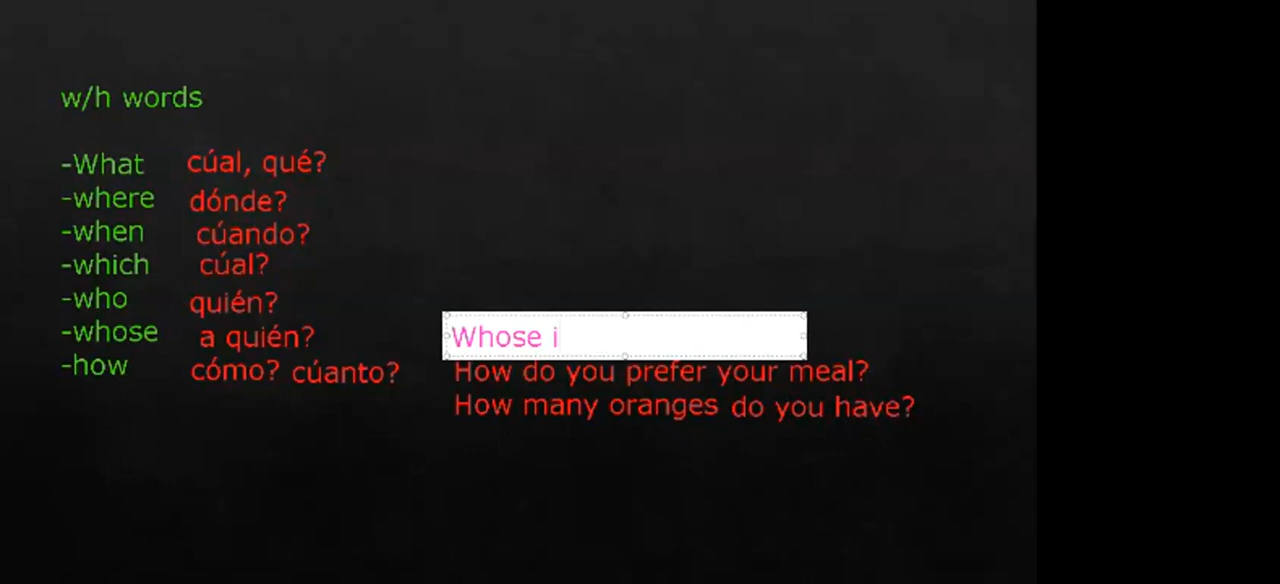 w/h words
-What cúal, qué?
-where dónde?
-when cúando?
-which cúal?
-who quién?
-whose a quién? Whose i
-how cómo? cúanto? How do you prefer your meal?
How many oranges do you have?